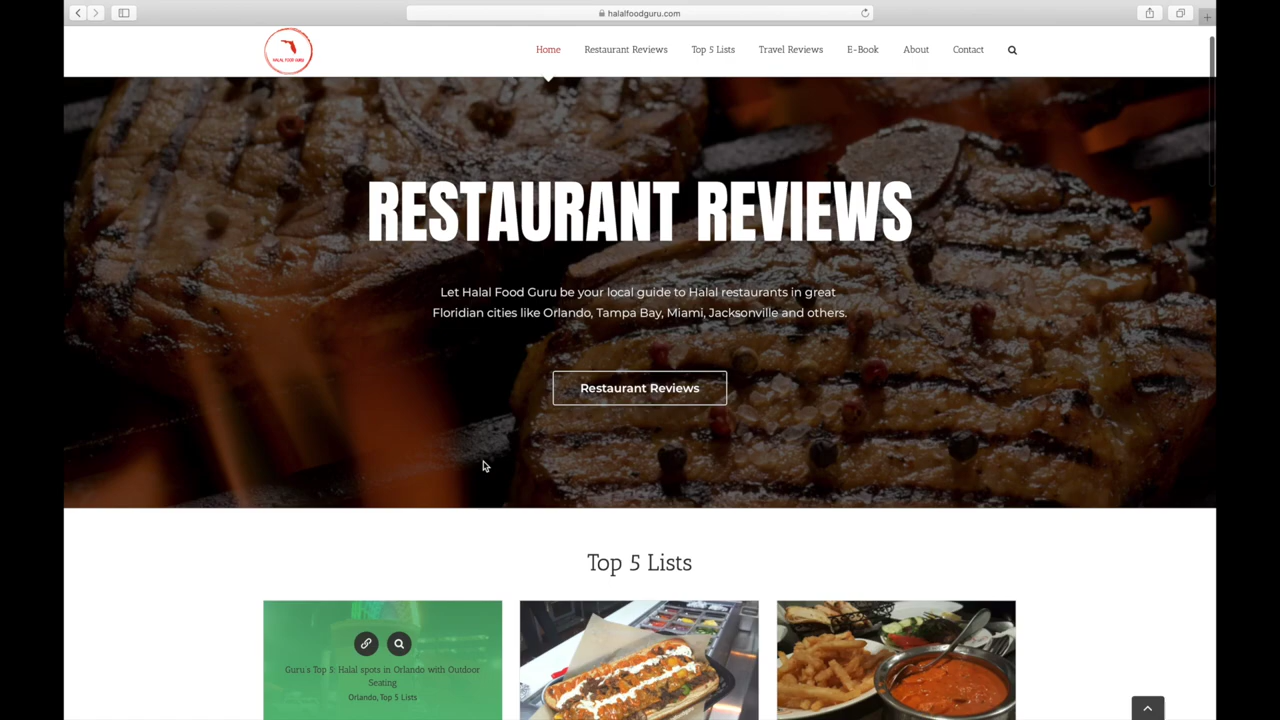 halalfoodguru.com
HALAL FOOD GURU
Home
Restaurant Reviews
Top 5 Lists
Travel Reviews
E-Book
About
Contact
RESTAURANT REVIEWS
Let Halal Food Guru be your local guide to Halal restaurants in great
Floridian cities like Orlando, Tampa Bay, Miami, Jacksonville and others.
Restaurant Reviews
Top 5 Lists
Guru's Top 5: Halal spots in Orlando with Outdoor
Seating
Orlando, Top 5 Lists